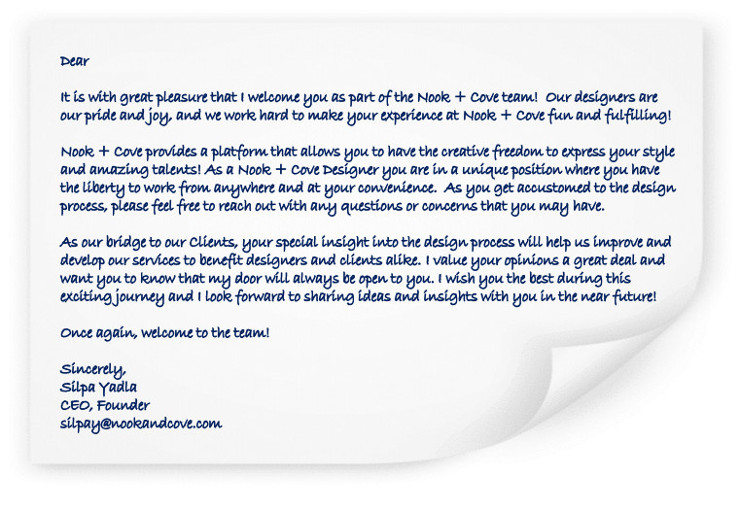 Dear
It is with great pleasure that I welcome you as part of the Nook + Cove team!  Our designers are
our pride and joy, and we work hard to make your experience at Nook + Cove fun and fulfilling!
Nook + Cove provides a platform that allows you to have the creative freedom to express your style
and amazing talents! As a Nook + Cove Designer you are in a unique position where you have
the liberty to work from anywhere and at your convenience.  As you get accustomed to the design
process, please feel free to reach out with any questions or concerns that you may have.
As our bridge to our Clients, your special insight into the design process will help us improve and
develop our services to benefit designers and clients alike. I value your opinions a great deal and
want you to know that my door will always be open to you. I wish you the best during this
exciting journey and I look forward to sharing ideas and insights with you in the near future!
Once again, welcome to the team!
Sincerely,
Silpa Yadla
CEO, Founder
silpay@nookandcove.com